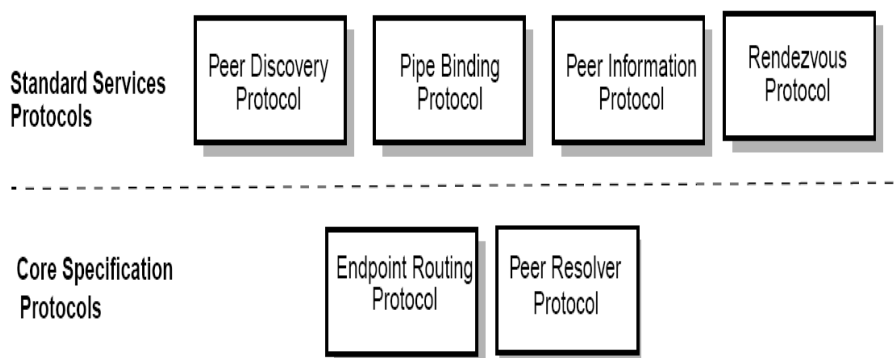 Standard Services
Protocols
Peer Discovery
Protocol
Pipe Binding
Protocol
Peer Information
Protocol
Rendezvous
Protocol
Core Specification
Protocols
Endpoint Routing
Protocol
Peer Resolver
Protocol